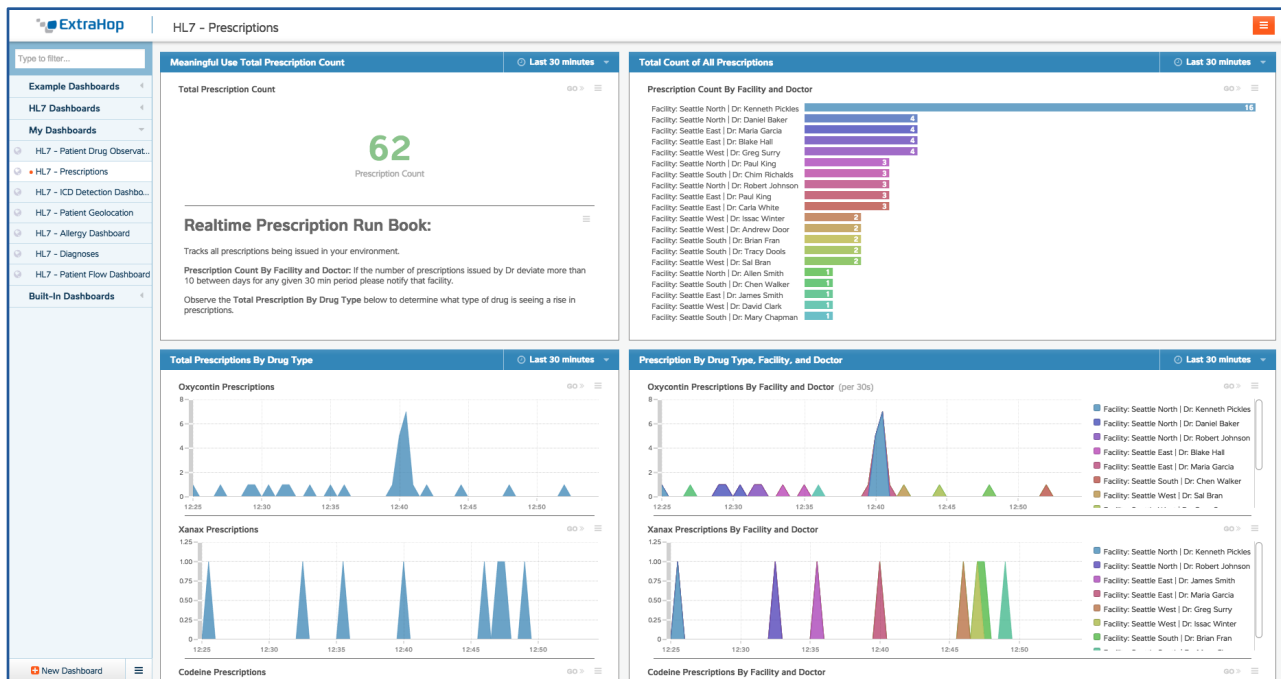 ExtraHop
HL7 - Prescriptions
Type to filter...
Example Dashboards
HL7 Dashboards
My Dashboards
HL7 - Patient Drug Observat...
HL7 - Prescriptions
HL7 - ICD Detection Dashbo...
HL7 - Patient Geolocation
HL7 - Allergy Dashboard
HL7 - Diagnoses
HL7 - Patient Flow Dashboard
Built-In Dashboards
New Dashboard
Meaningful Use Total Prescription Count
Last 30 minutes
Total Prescription Count
GO »
62
Prescription Count
Realtime Prescription Run Book:
Tracks all prescriptions being issued in your environment.
Prescription Count By Facility and Doctor: If the number of prescriptions issued by Dr deviate more than
10 between days for any given 30 min period please notify that facility.
Observe the Total Prescription By Drug Type below to determine what type of drug is seeing a rise in
prescriptions.
Total Count of All Prescriptions
Last 30 minutes
Prescription Count By Facility and Doctor
GO »
Facility: Seattle North | Dr: Kenneth Pickles 16
Facility: Seattle North | Dr: Daniel Baker 4
Facility: Seattle East | Dr: Maria Garcia 4
Facility: Seattle East | Dr: Blake Hall 4
Facility: Seattle West | Dr: Greg Surry 4
Facility: Seattle North | Dr: Paul King 3
Facility: Seattle South | Dr: Chim Richalds 3
Facility: Seattle North | Dr: Robert Johnson 3
Facility: Seattle East | Dr: Paul King 3
Facility: Seattle East | Dr: Carla White 3
Facility: Seattle West | Dr: Issac Winter 2
Facility: Seattle West | Dr: Andrew Door 2
Facility: Seattle South | Dr: Brian Fran 2
Facility: Seattle South | Dr: Tracy Dools 2
Facility: Seattle West | Dr: Sal Bran 2
Facility: Seattle North | Dr: Allen Smith 1
Facility: Seattle South | Dr: Chen Walker 1
Facility: Seattle East | Dr: James Smith 1
Facility: Seattle West | Dr: David Clark 1
Facility: Seattle South | Dr: Mary Chapman 1
Total Prescriptions By Drug Type
Last 30 minutes
Oxycontin Prescriptions
GO »
8
6
4
2
0
12:25 12:30 12:35 12:40 12:45 12:50
Xanax Prescriptions
GO »
1.25
1.00
0.75
0.50
0.25
0
12:25 12:30 12:35 12:40 12:45 12:50
Codeine Prescriptions
GO »
Prescription By Drug Type, Facility, and Doctor
Last 30 minutes
Oxycontin Prescriptions By Facility and Doctor (per 30s)
GO »
8
6
4
2
0
12:25 12:30 12:35 12:40 12:45 12:50
Facility: Seattle North | Dr: Kenneth Pickles
Facility: Seattle North | Dr: Daniel Baker
Facility: Seattle North | Dr: Robert Johnson
Facility: Seattle East | Dr: Blake Hall
Facility: Seattle East | Dr: Maria Garcia
Facility: Seattle South | Dr: Chen Walker
Facility: Seattle West | Dr: Sal Bran
Xanax Prescriptions By Facility and Doctor
GO »
1.25
1.00
0.75
0.50
0.25
0
12:25 12:30 12:35 12:40 12:45 12:50
Facility: Seattle North | Dr: Kenneth Pickles
Facility: Seattle North | Dr: Robert Johnson
Facility: Seattle East | Dr: James Smith
Facility: Seattle East | Dr: Maria Garcia
Facility: Seattle West | Dr: Greg Surry
Facility: Seattle West | Dr: Issac Winter
Facility: Seattle South | Dr: Brian Fran
Codeine Prescriptions By Facility and Doctor
GO »